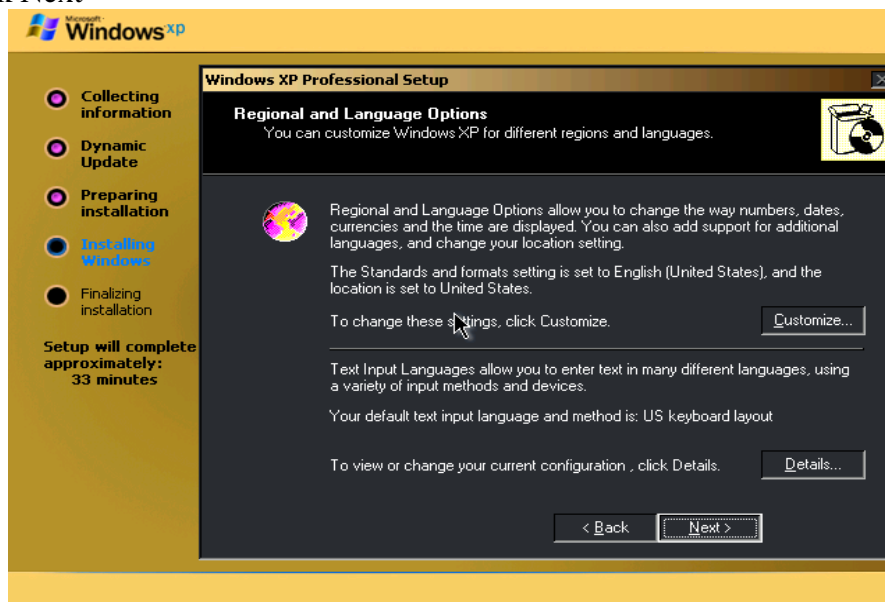 Next
Microsoft
Windows xp
Collecting
information
Dynamic
Update
Preparing
installation
Installing
Windows
Finalizing
installation
Setup will complete
approximately:
33 minutes
Windows XP Professional Setup
Regional and Language Options
You can customize Windows XP for different regions and languages.
Regional and Language Options allow you to change the way numbers, dates,
currencies and the time are displayed. You can also add support for additional
languages, and change your location setting.
The Standards and formats setting is set to English (United States), and the
location is set to United States.
To change these settings, click Customize.
Customize...
Text Input Languages allow you to enter text in many different languages, using
a variety of input methods and devices.
Your default text input language and method is: US keyboard layout
To view or change your current configuration , click Details.
Details...
< Back
Next >